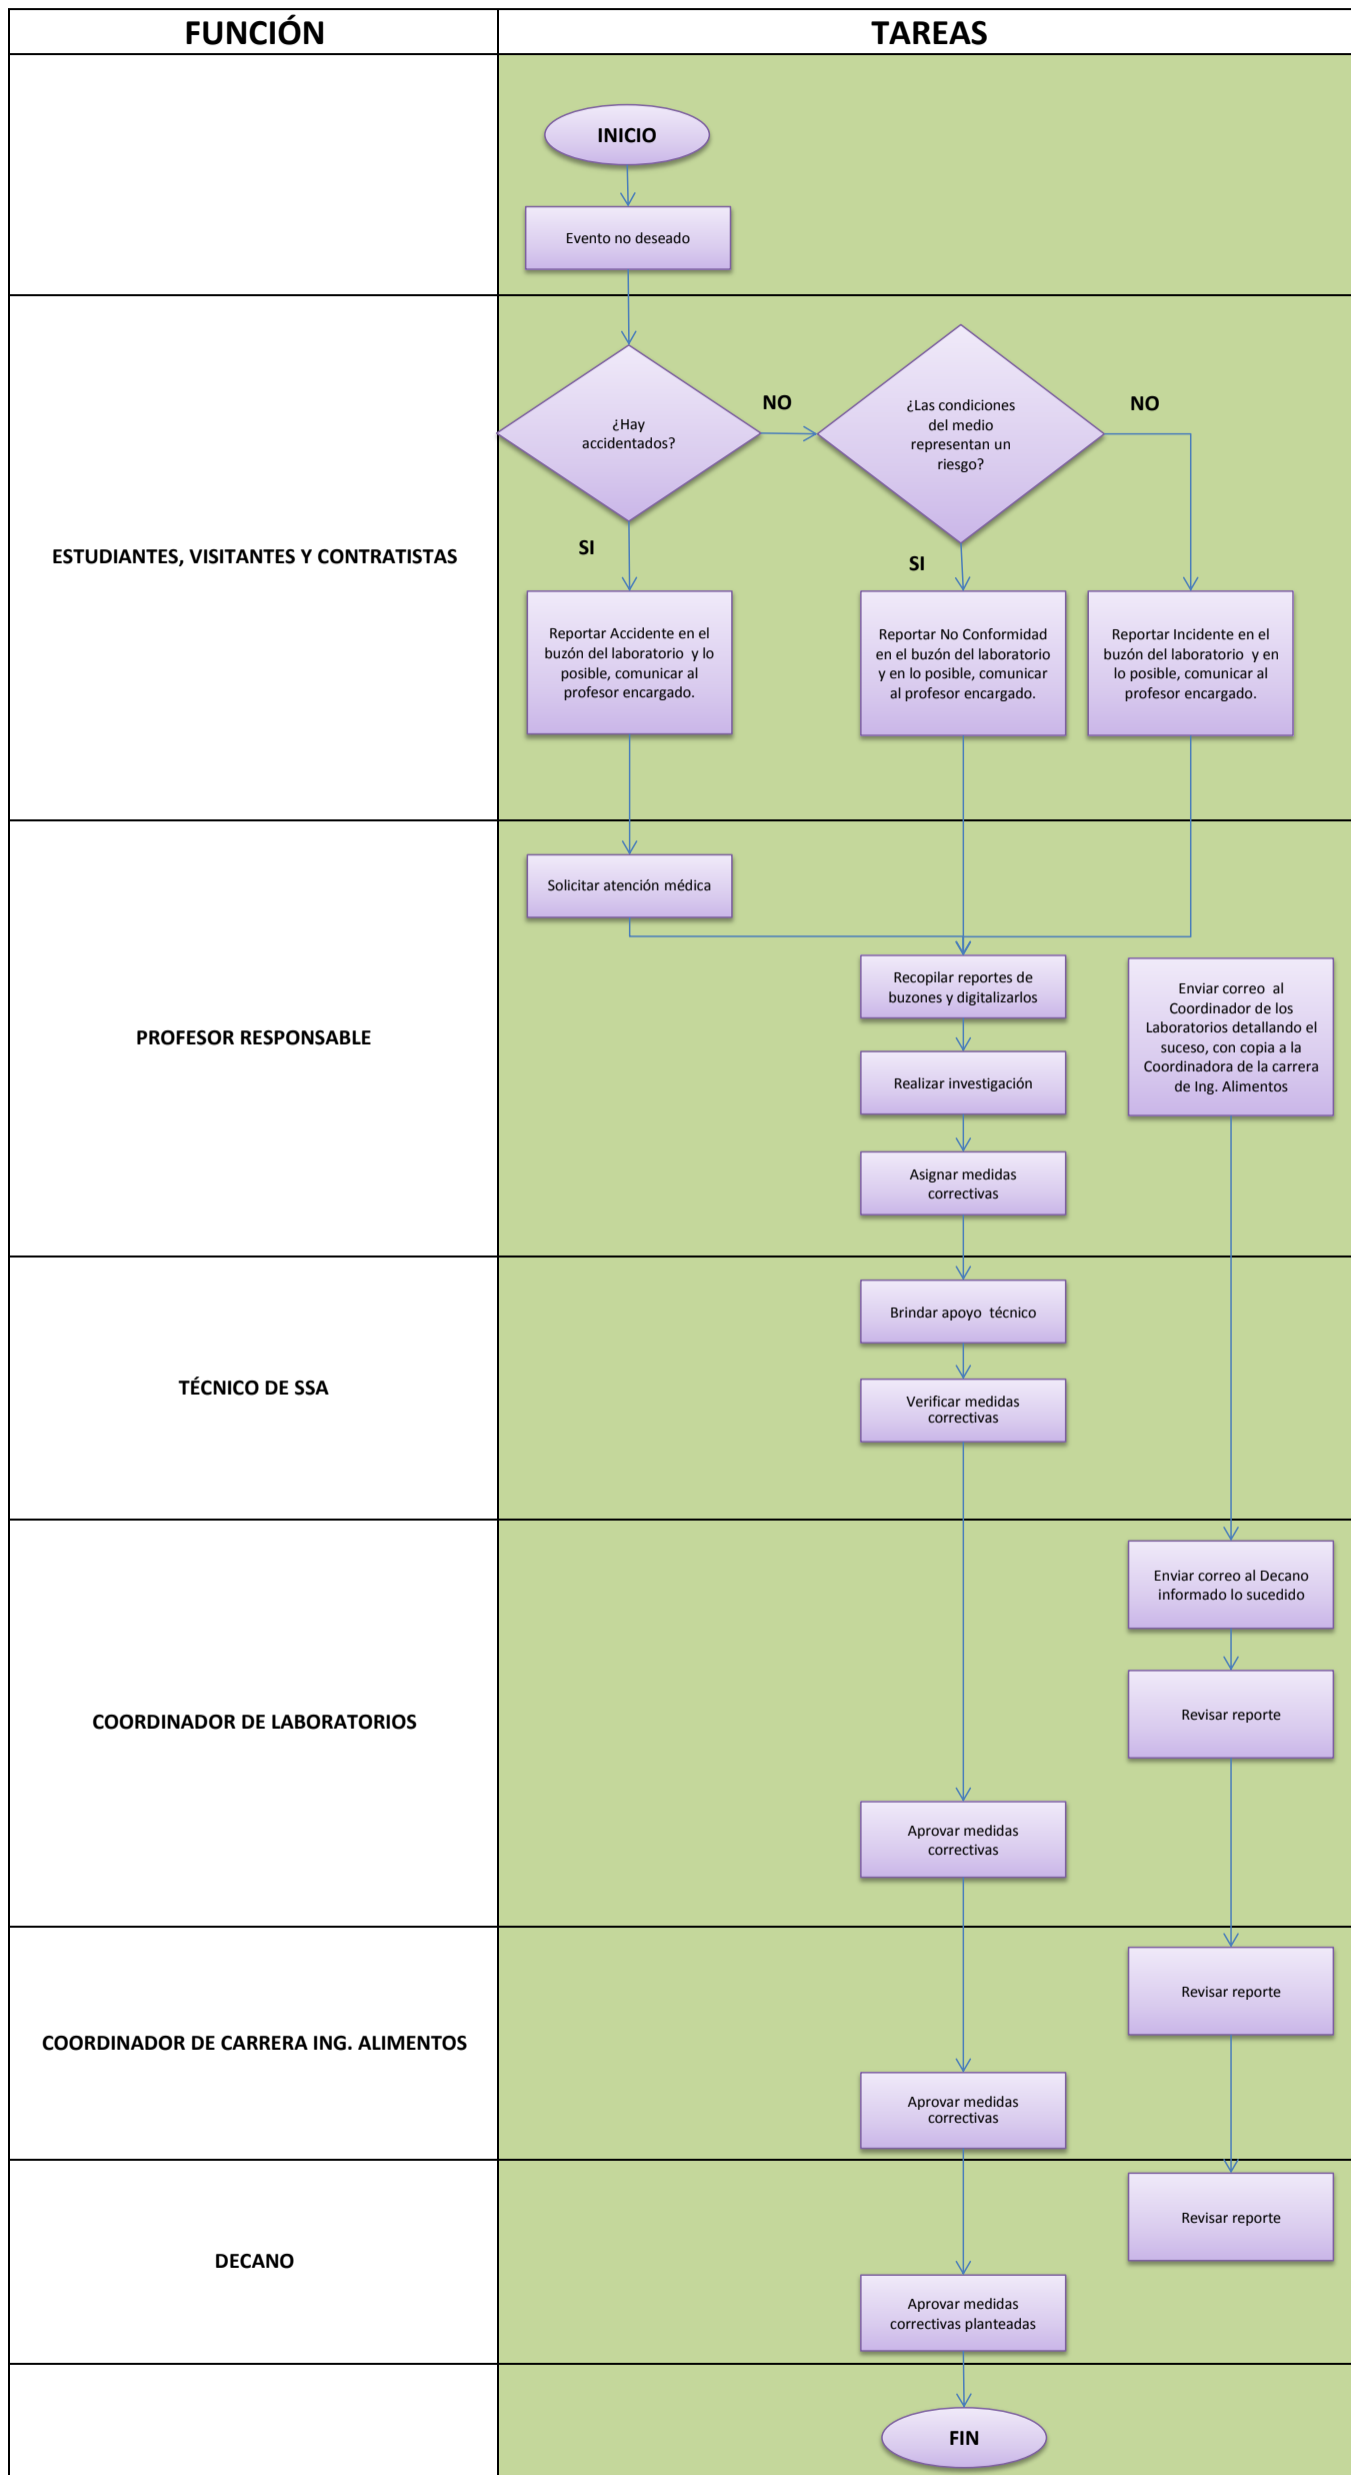 FUNCIÓN
TAREAS
INICIO
Evento no deseado
ESTUDIANTES, VISITANTES Y CONTRATISTAS
¿Hay
accidentados?
NO
¿Las condiciones
del medio
representan un
riesgo?
NO
SI
SI
Reportar Accidente en el
buzón del laboratorio y lo
posible, comunicar al
profesor encargado.
Reportar No Conformidad
en el buzón del laboratorio
y en lo posible, comunicar
al profesor encargado.
Reportar Incidente en el
buzón del laboratorio y en
lo posible, comunicar al
profesor encargado.
PROFESOR RESPONSABLE
Solicitar atención médica
Recopilar reportes de
buzones y digitalizarlos
Enviar correo al
Coordinador de los
Laboratorios detallando el
suceso, con copia a la
Coordinadora de la carrera
de Ing. Alimentos
Realizar investigación
Asignar medidas
correctivas
TÉCNICO DE SSA
Brindar apoyo técnico
Verificar medidas
correctivas
COORDINADOR DE LABORATORIOS
Enviar correo al Decano
informado lo sucedido
Revisar reporte
Aprovar medidas
correctivas
COORDINADOR DE CARRERA ING. ALIMENTOS
Revisar reporte
Aprovar medidas
correctivas
DECANO
Revisar reporte
Aprovar medidas
correctivas planteadas
FIN